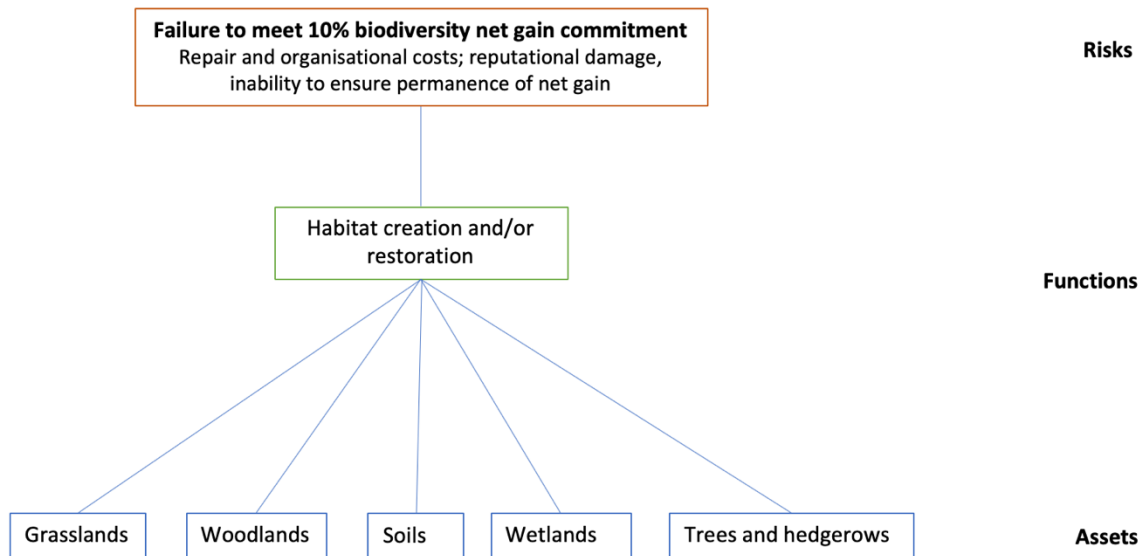 Failure to meet 10% biodiversity net gain commitment
Repair and organisational costs; reputational damage,
inability to ensure permanence of net gain
Risks
Habitat creation and/or
restoration
Functions
Grasslands
Woodlands
Soils
Wetlands
Trees and hedgerows
Assets